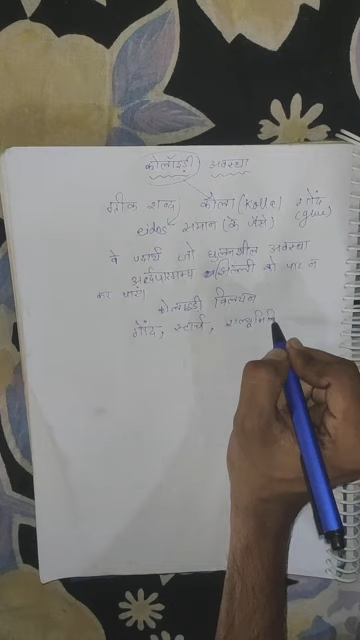 कोलॉइडी अवस्था
ग्रीक शब्द कोला (Kolla) गोंद
(glue)
eidos समान (के जैसे)
वे पदार्थ जो घुलनशील अवस्था
अर्द्धपारगम्य झिल्ली को पार न
कर पाए।
कोलाइडी विलयन
गोंद, स्टार्च, एल्बूमिन